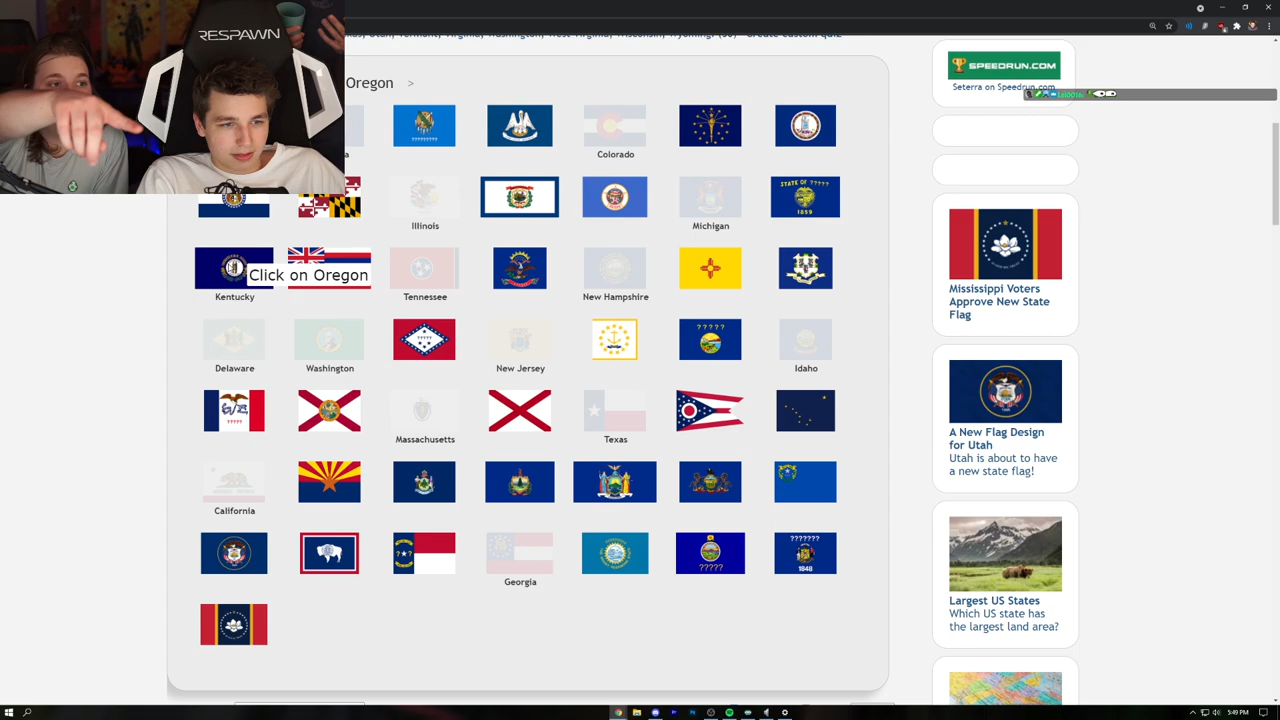 RESPAWN
Oregon >
Colorado
STATE OF ?????
1859
Illinois
Michigan
Click on Oregon
Kentucky
Tennessee
New Hampshire
Delaware
Washington
New Jersey
Idaho
Massachusetts
Texas
California
Georgia
?????????
?????
?????
?????
?????
???????
1848
SPEEDRUN.COM
Seterra on Speedrun.com
Mississippi Voters
Approve New State
Flag
A New Flag Design
for Utah
Utah is about to have
a new state flag!
Largest US States
Which US state has
the largest land area?
5:49 PM